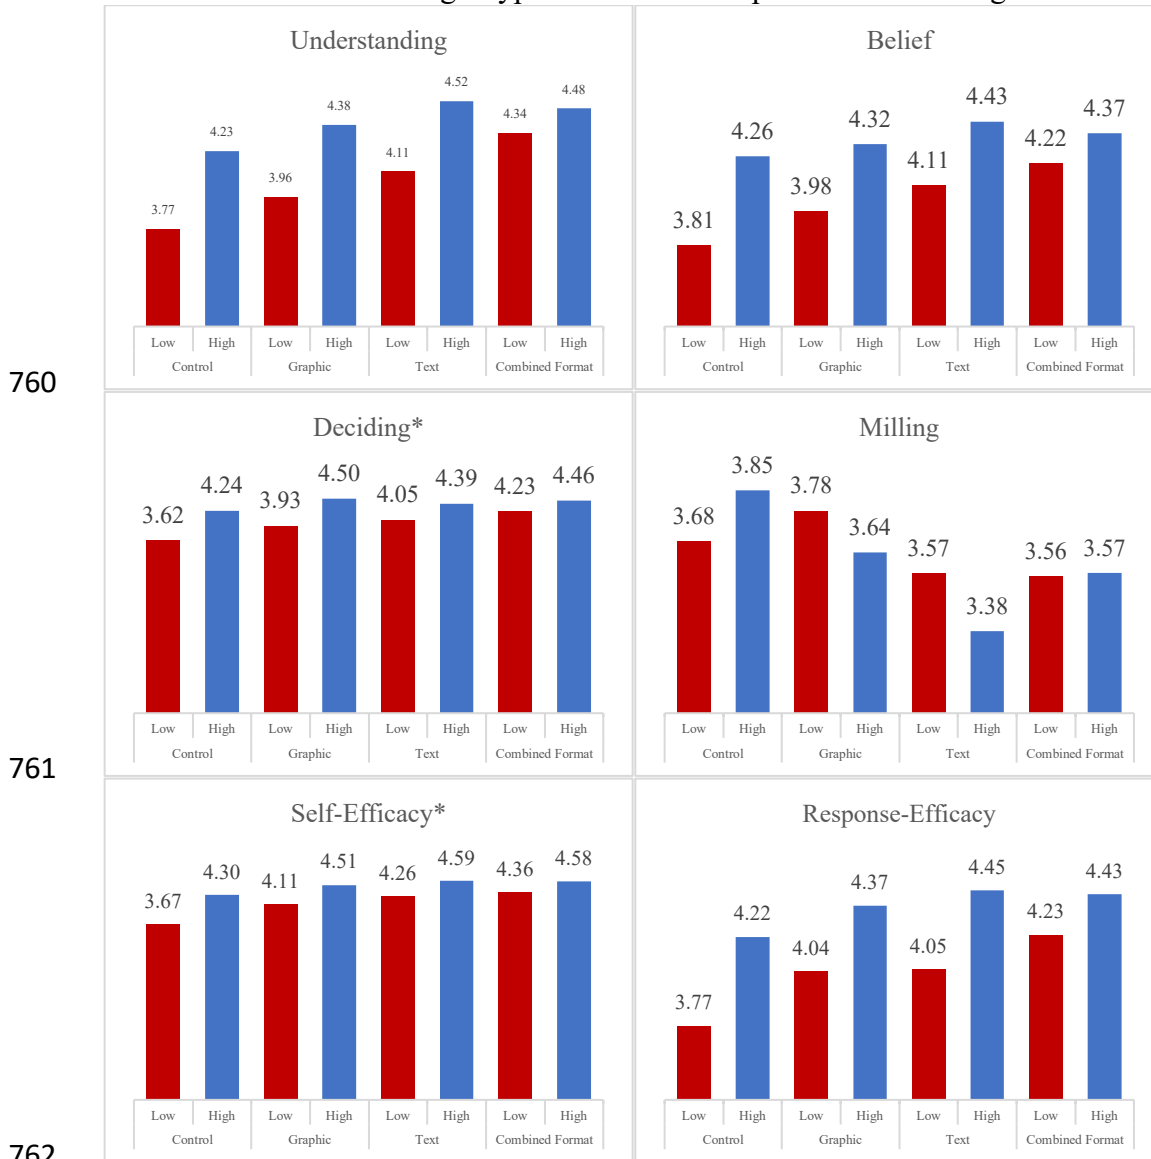 Understanding
4.52
4.48
4.38
4.34
4.23
4.11
3.96
3.77
Low High Low High Low High Low High
Control Graphic Text Combined Format
Belief
4.43
4.37
4.32
4.26
4.22
4.11
3.98
3.81
Low High Low High Low High Low High
Control Graphic Text Combined Format
760
Deciding*
4.50
4.46
4.39
4.24
4.23
4.05
3.93
3.62
Low High Low High Low High Low High
Control Graphic Text Combined Format
Milling
3.85
3.78
3.68
3.64
3.57
3.56 3.57
3.38
Low High Low High Low High Low High
Control Graphic Text Combined Format
761
Self-Efficacy*
4.59 4.58
4.51
4.36
4.30
4.26
4.11
3.67
Low High Low High Low High Low High
Control Graphic Text Combined Format
Response-Efficacy
4.45
4.43
4.37
4.23
4.22
4.04 4.05
3.77
Low High Low High Low High Low High
Control Graphic Text Combined Format
762